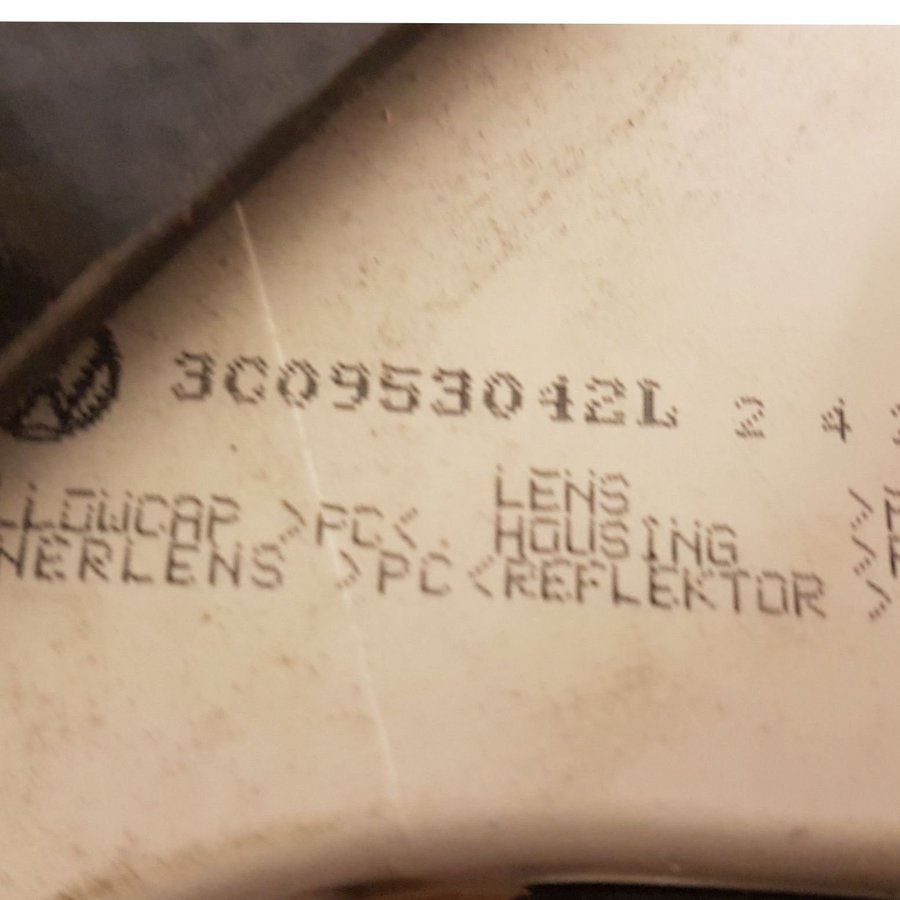 3C0953042L 2 4
LLOWCAP >PC< LENS
HOUSING
NERLENS >PC<REFLEKTOR